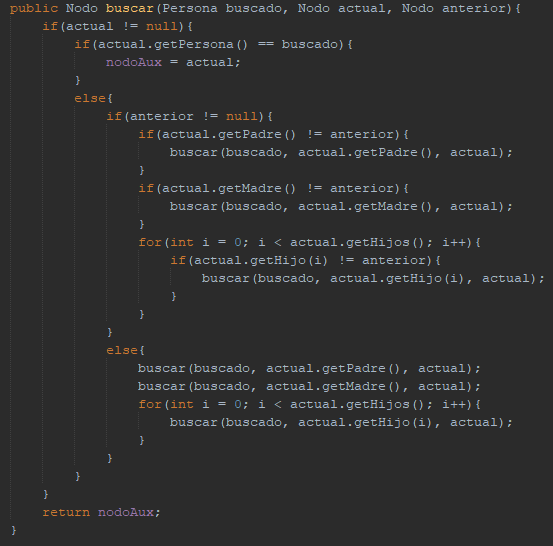 public Nodo buscar(Persona buscado, Nodo actual, Nodo anterior){
    if(actual != null){
        if(actual.getPersona() == buscado){
            nodoAux = actual;
        }
        else{
            if(anterior != null){
                if(actual.getPadre() != anterior){
                    buscar(buscado, actual.getPadre(), actual);
                }
                if(actual.getMadre() != anterior){
                    buscar(buscado, actual.getMadre(), actual);
                }
                for(int i = 0; i < actual.getHijos(); i++){
                    if(actual.getHijo(i) != anterior){
                        buscar(buscado, actual.getHijo(i), actual);
                    }
                }
            }
            else{
                buscar(buscado, actual.getPadre(), actual);
                buscar(buscado, actual.getMadre(), actual);
                for(int i = 0; i < actual.getHijos(); i++){
                    buscar(buscado, actual.getHijo(i), actual);
                }
            }
        }
    }
    return nodoAux;
}